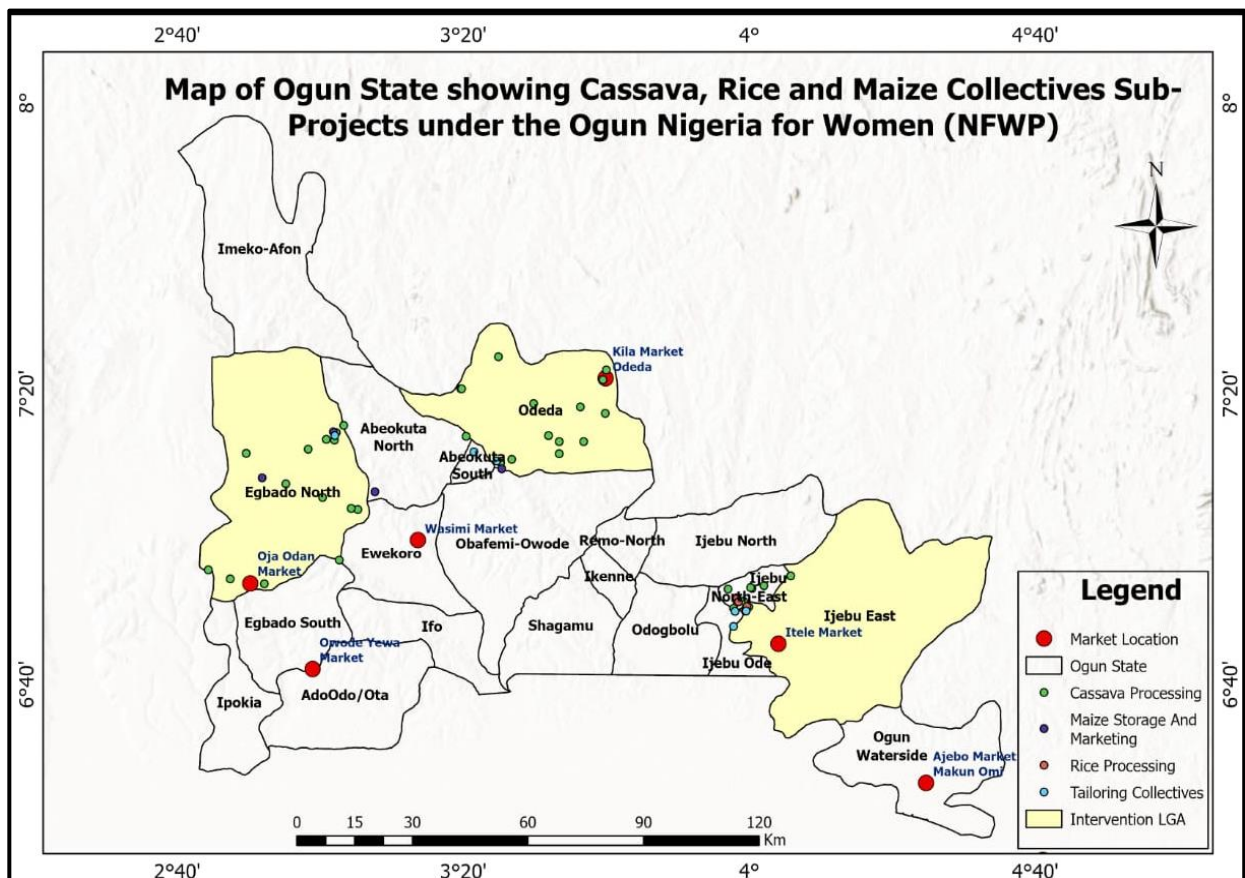 2°40'
3°20'
4°
4°40'
8°
8°
Map of Ogun State showing Cassava, Rice and Maize Collectives Sub-
Projects under the Ogun Nigeria for Women (NFWP)
N
Imeko-Afon
7°20'
7°20'
Kila Market
Odeda
Odeda
Abeokuta
North
Abeokuta
South
Egbado North
Wasimi Market
Obafemi-Owode
Remo-North
Ijebu North
Oja Odan
Market
Ewekoro
Ikenne
Ijebu
North-East
Ijebu East
Egbado South
Ifo
Shagamu
Odogbolu
Itele Market
Owode Yewa
Market
Ijebu Ode
6°40'
6°40'
Ipokia
AdoOdo/Ota
Ogun
Waterside
Ajebo Market
Makun Omi
Legend
Market Location
Ogun State
Cassava Processing
Maize Storage And
Marketing
Rice Processing
Tailoring Collectives
Intervention LGA
0 15 30 60 90 120
Km
2°40'
3°20'
4°
4°40'